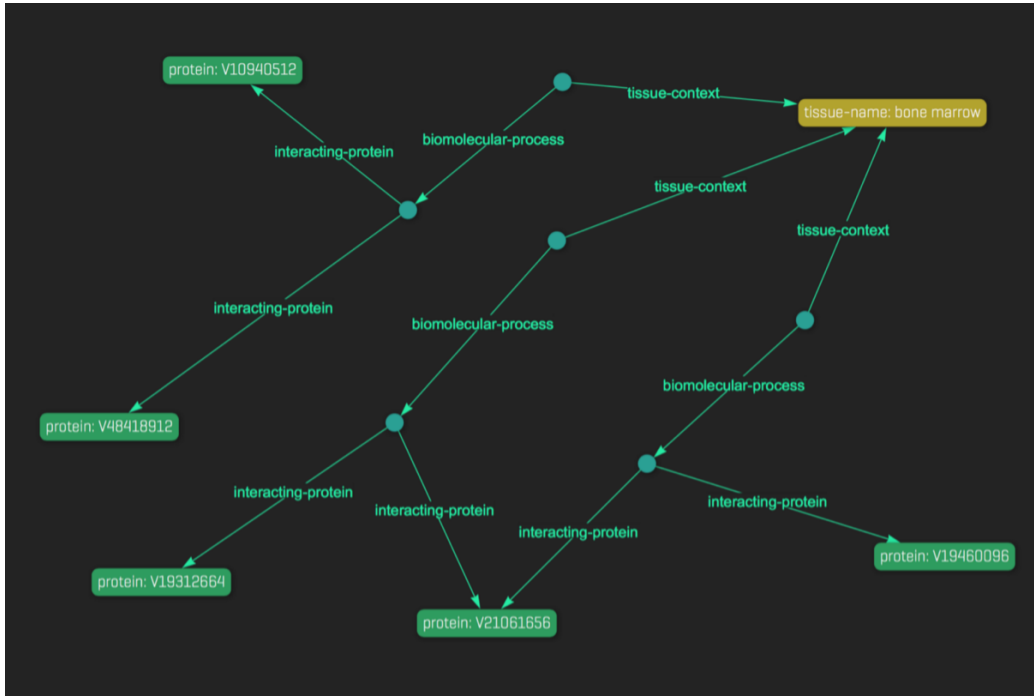 protein: V10940512
tissue-context
tissue-name: bone marrow
biomolecular-process
interacting-protein
tissue-context
tissue-context
interacting-protein
biomolecular-process
biomolecular-process
protein: V48418912
interacting-protein
interacting-protein
interacting-protein
interacting-protein
protein: V19460096
protein: V19312664
protein: V21061656